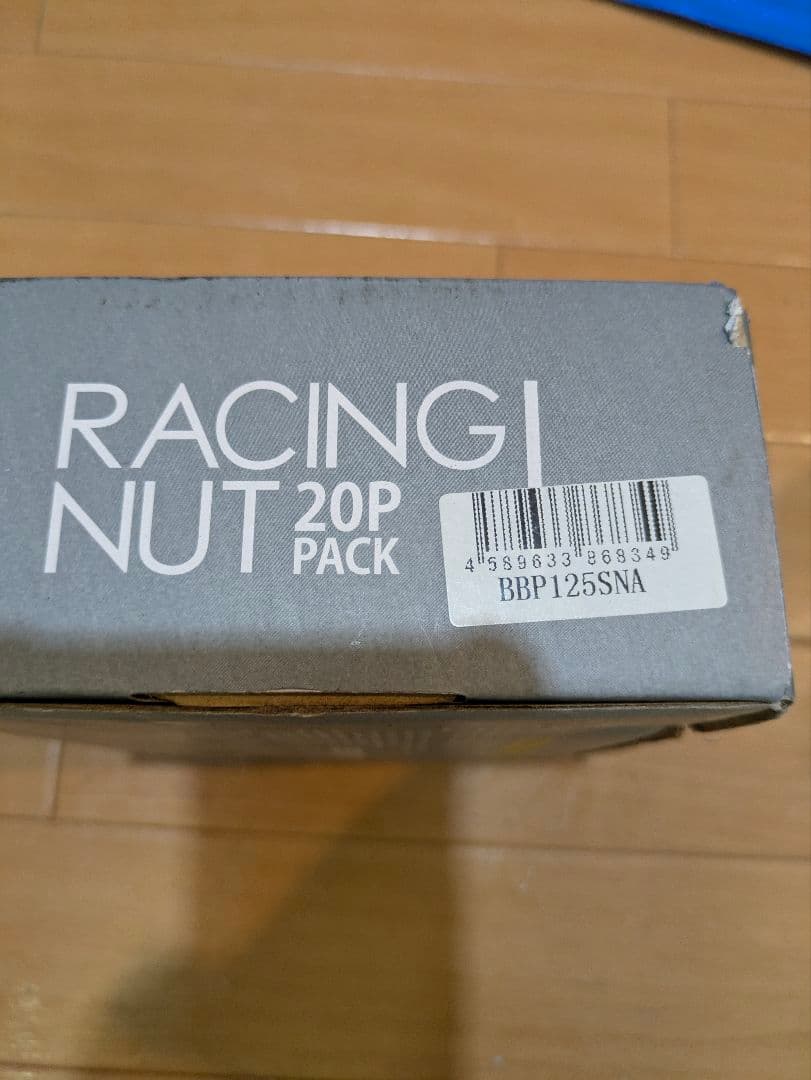 RACING
NUT 20P
PACK
4 589633 868349
BBP125SNA